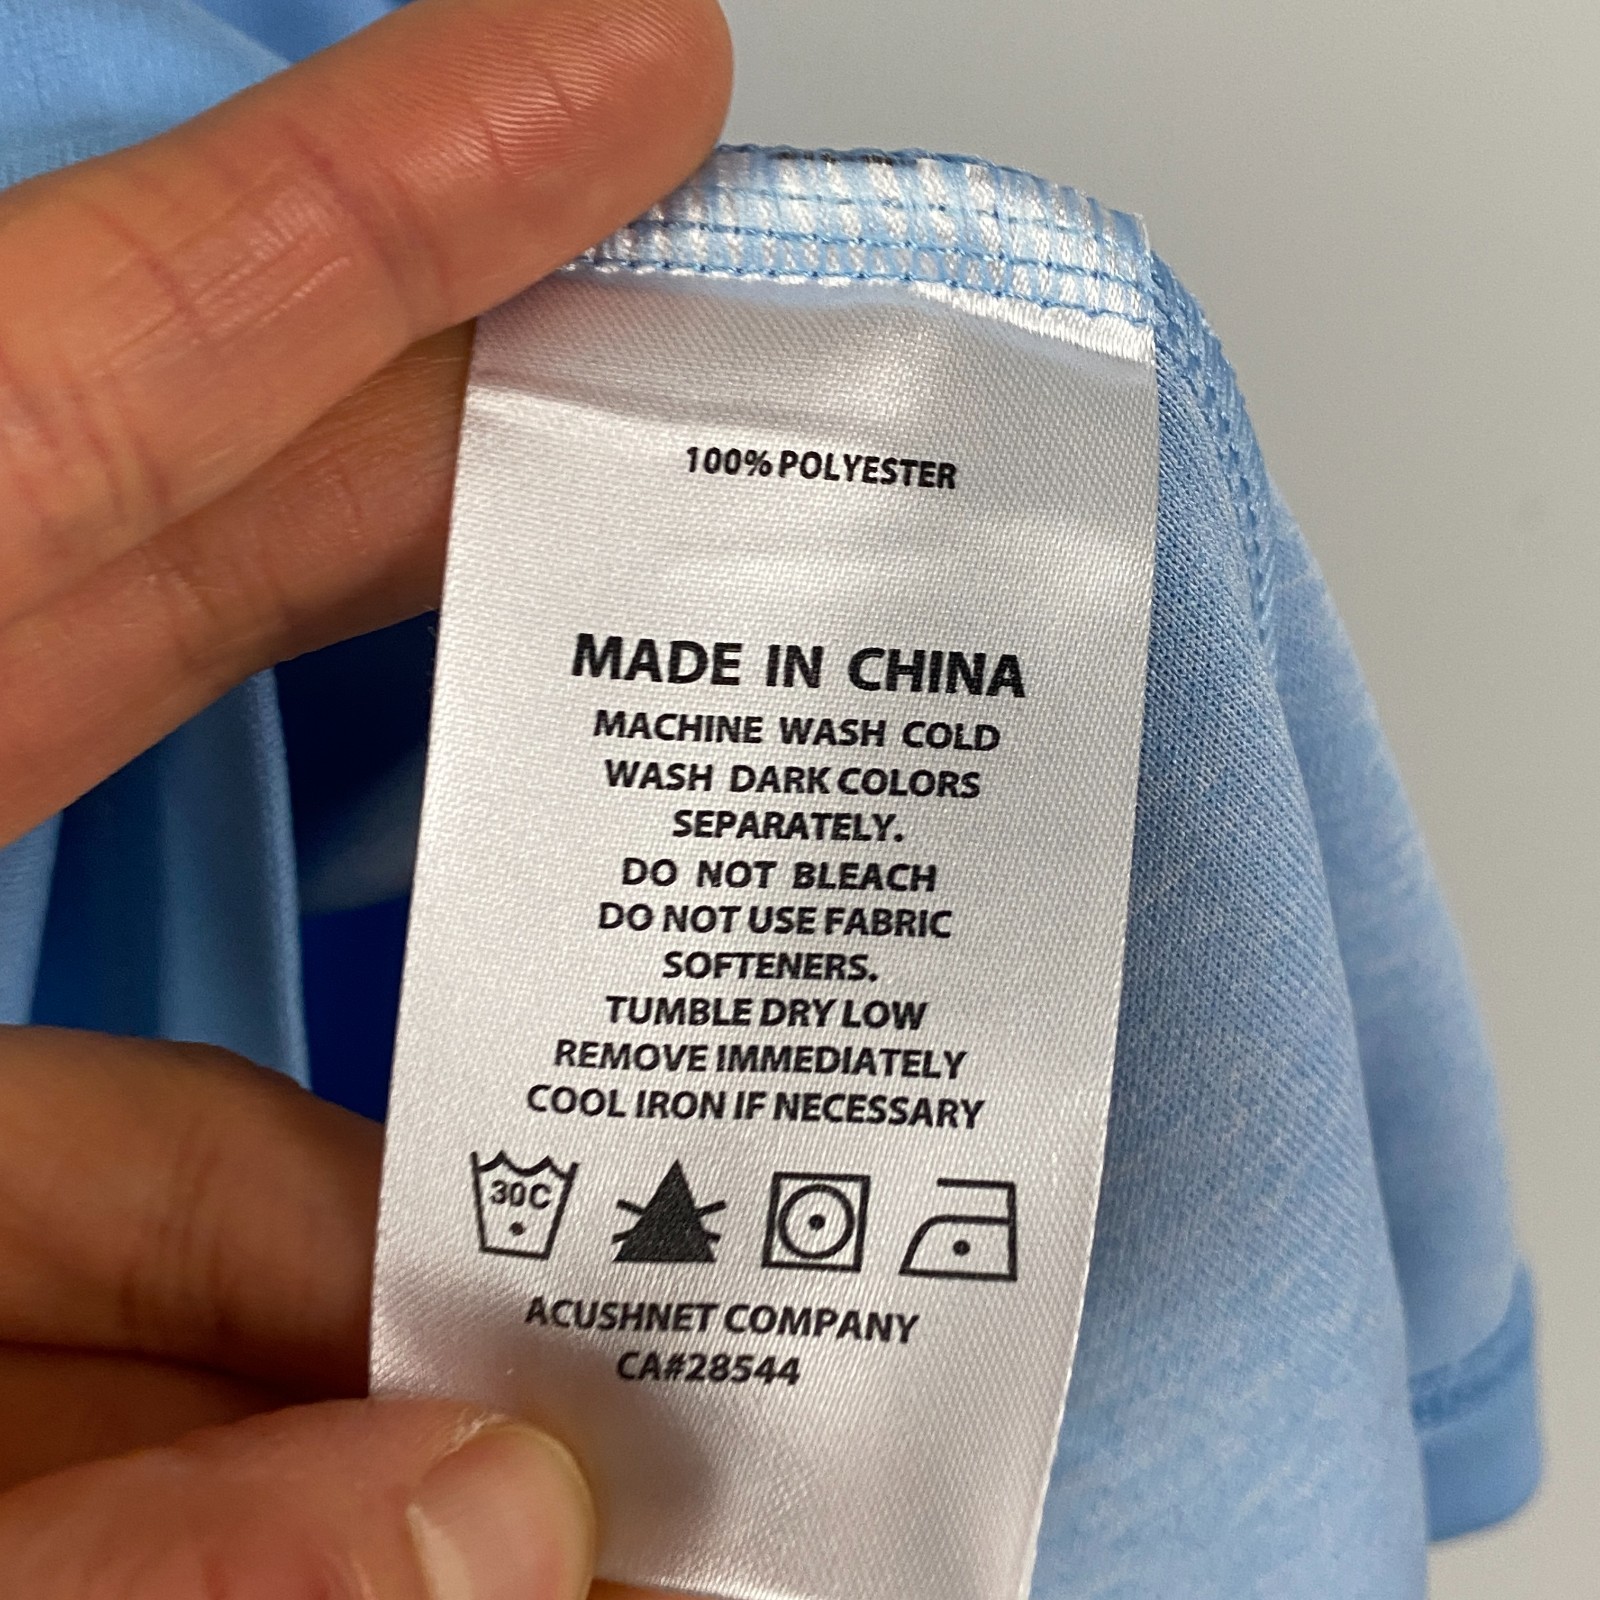 100% POLYESTER
MADE IN CHINA
MACHINE WASH COLD
WASH DARK COLORS
SEPARATELY.
DO NOT BLEACH
DO NOT USE FABRIC
SOFTENERS.
TUMBLE DRY LOW
REMOVE IMMEDIATELY
COOL IRON IF NECESSARY
30C
ACUSHNET COMPANY
CA#28544